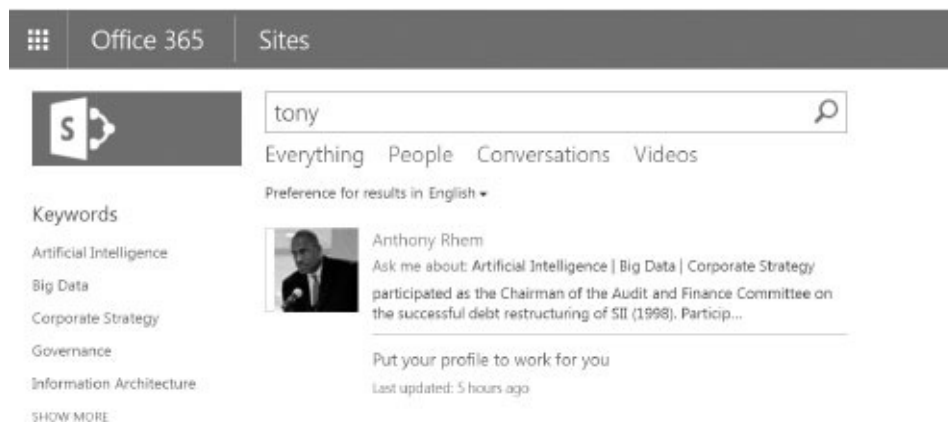 Office 365 Sites
S
tony
Everything People Conversations Videos
Preference for results in English
Keywords
Artificial Intelligence
Big Data
Corporate Strategy
Governance
Information Architecture
SHOW MORE
Anthony Rhem
Ask me about: Artificial Intelligence | Big Data | Corporate Strategy
participated as the Chairman of the Audit and Finance Committee on
the successful debt restructuring of SII (1998). Particip...
Put your profile to work for you
Last updated: 5 hours ago